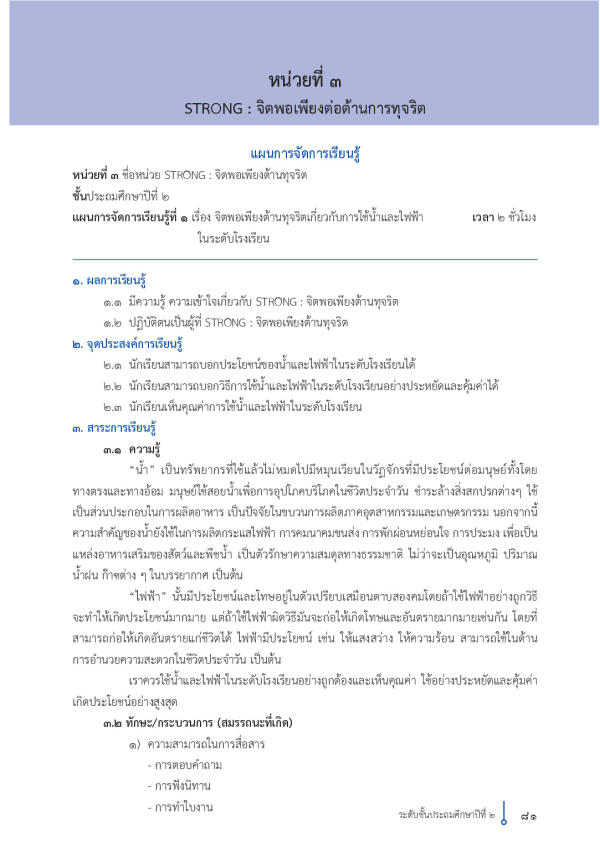 หน่วยที่ ๓
STRONG : จิตพอเพียงต่อต้านการทุจริต
แผนการจัดการเรียนรู้
หน่วยที่ ๓ ชื่อหน่วย STRONG : จิตพอเพียงต้านทุจริต
ชั้นประถมศึกษาปีที่ ๒
แผนการจัดการเรียนรู้ที่ ๑ เรื่อง จิตพอเพียงต้านทุจริตเกี่ยวกับการใช้น้ำและไฟฟ้า เวลา ๒ ชั่วโมง
ในระดับโรงเรียน
๑. ผลการเรียนรู้
๑.๑ มีความรู้ ความเข้าใจเกี่ยวกับ STRONG : จิตพอเพียงต้านทุจริต
๑.๒ ปฏิบัติตนเป็นผู้ที่ STRONG : จิตพอเพียงต้านทุจริต
๒. จุดประสงค์การเรียนรู้
๒.๑ นักเรียนสามารถบอกประโยชน์ของน้ำและไฟฟ้าในระดับโรงเรียนได้
๒.๒ นักเรียนสามารถบอกวิธีการใช้น้ำและไฟฟ้าในระดับโรงเรียนอย่างประหยัดและคุ้มค่าได้
๒.๓ นักเรียนเห็นคุณค่าการใช้น้ำและไฟฟ้าในระดับโรงเรียน
๓. สาระการเรียนรู้
๓.๑ ความรู้
“น้ำ” เป็นทรัพยากรที่ใช้แล้วไม่หมดไปมีหมุนเวียนในวัฏจักรที่มีประโยชน์ต่อมนุษย์ทั้งโดย
ทางตรงและทางอ้อม มนุษย์ใช้สอยน้ำเพื่อการอุปโภคบริโภคในชีวิตประจำวัน ชำระล้างสิ่งสกปรกต่างๆ ใช้
เป็นส่วนประกอบในการผลิตอาหาร เป็นปัจจัยในขบวนการผลิตภาคอุตสาหกรรมและเกษตรกรรม นอกจากนี้
ความสำคัญของน้ำยังใช้ในการผลิตกระแสไฟฟ้า การคมนาคมขนส่ง การพักผ่อนหย่อนใจ การประมง เพื่อเป็น
แหล่งอาหารเสริมของสัตว์และพืชน้ำ เป็นตัวรักษาความสมดุลทางธรรมชาติ ไม่ว่าจะเป็นอุณหภูมิ ปริมาณ
น้ำฝน ก๊าซต่าง ๆ ในบรรยากาศ เป็นต้น
“ไฟฟ้า” นั้นมีประโยชน์และโทษอยู่ในตัวเปรียบเสมือนดาบสองคมโดยถ้าใช้ไฟฟ้าอย่างถูกวิธี
จะทำให้เกิดประโยชน์มากมาย แต่ถ้าใช้ไฟฟ้าผิดวิธีมันจะก่อให้เกิดโทษและอันตรายมากมายเช่นกัน โดยที่
สามารถก่อให้เกิดอันตรายแก่ชีวิตได้ ไฟฟ้ามีประโยชน์ เช่น ให้แสงสว่าง ให้ความร้อน สามารถใช้ในด้าน
การอำนวยความสะดวกในชีวิตประจำวัน เป็นต้น
เราควรใช้น้ำและไฟฟ้าในระดับโรงเรียนอย่างถูกต้องและเห็นคุณค่า ใช้อย่างประหยัดและคุ้มค่า
เกิดประโยชน์อย่างสูงสุด
๓.๒ ทักษะ/กระบวนการ (สมรรถนะที่เกิด)
๑) ความสามารถในการสื่อสาร
- การตอบคำถาม
- การฟังนิทาน
- การทำใบงาน
ระดับชั้นประถมศึกษาปีที่ ๒ ๘๑